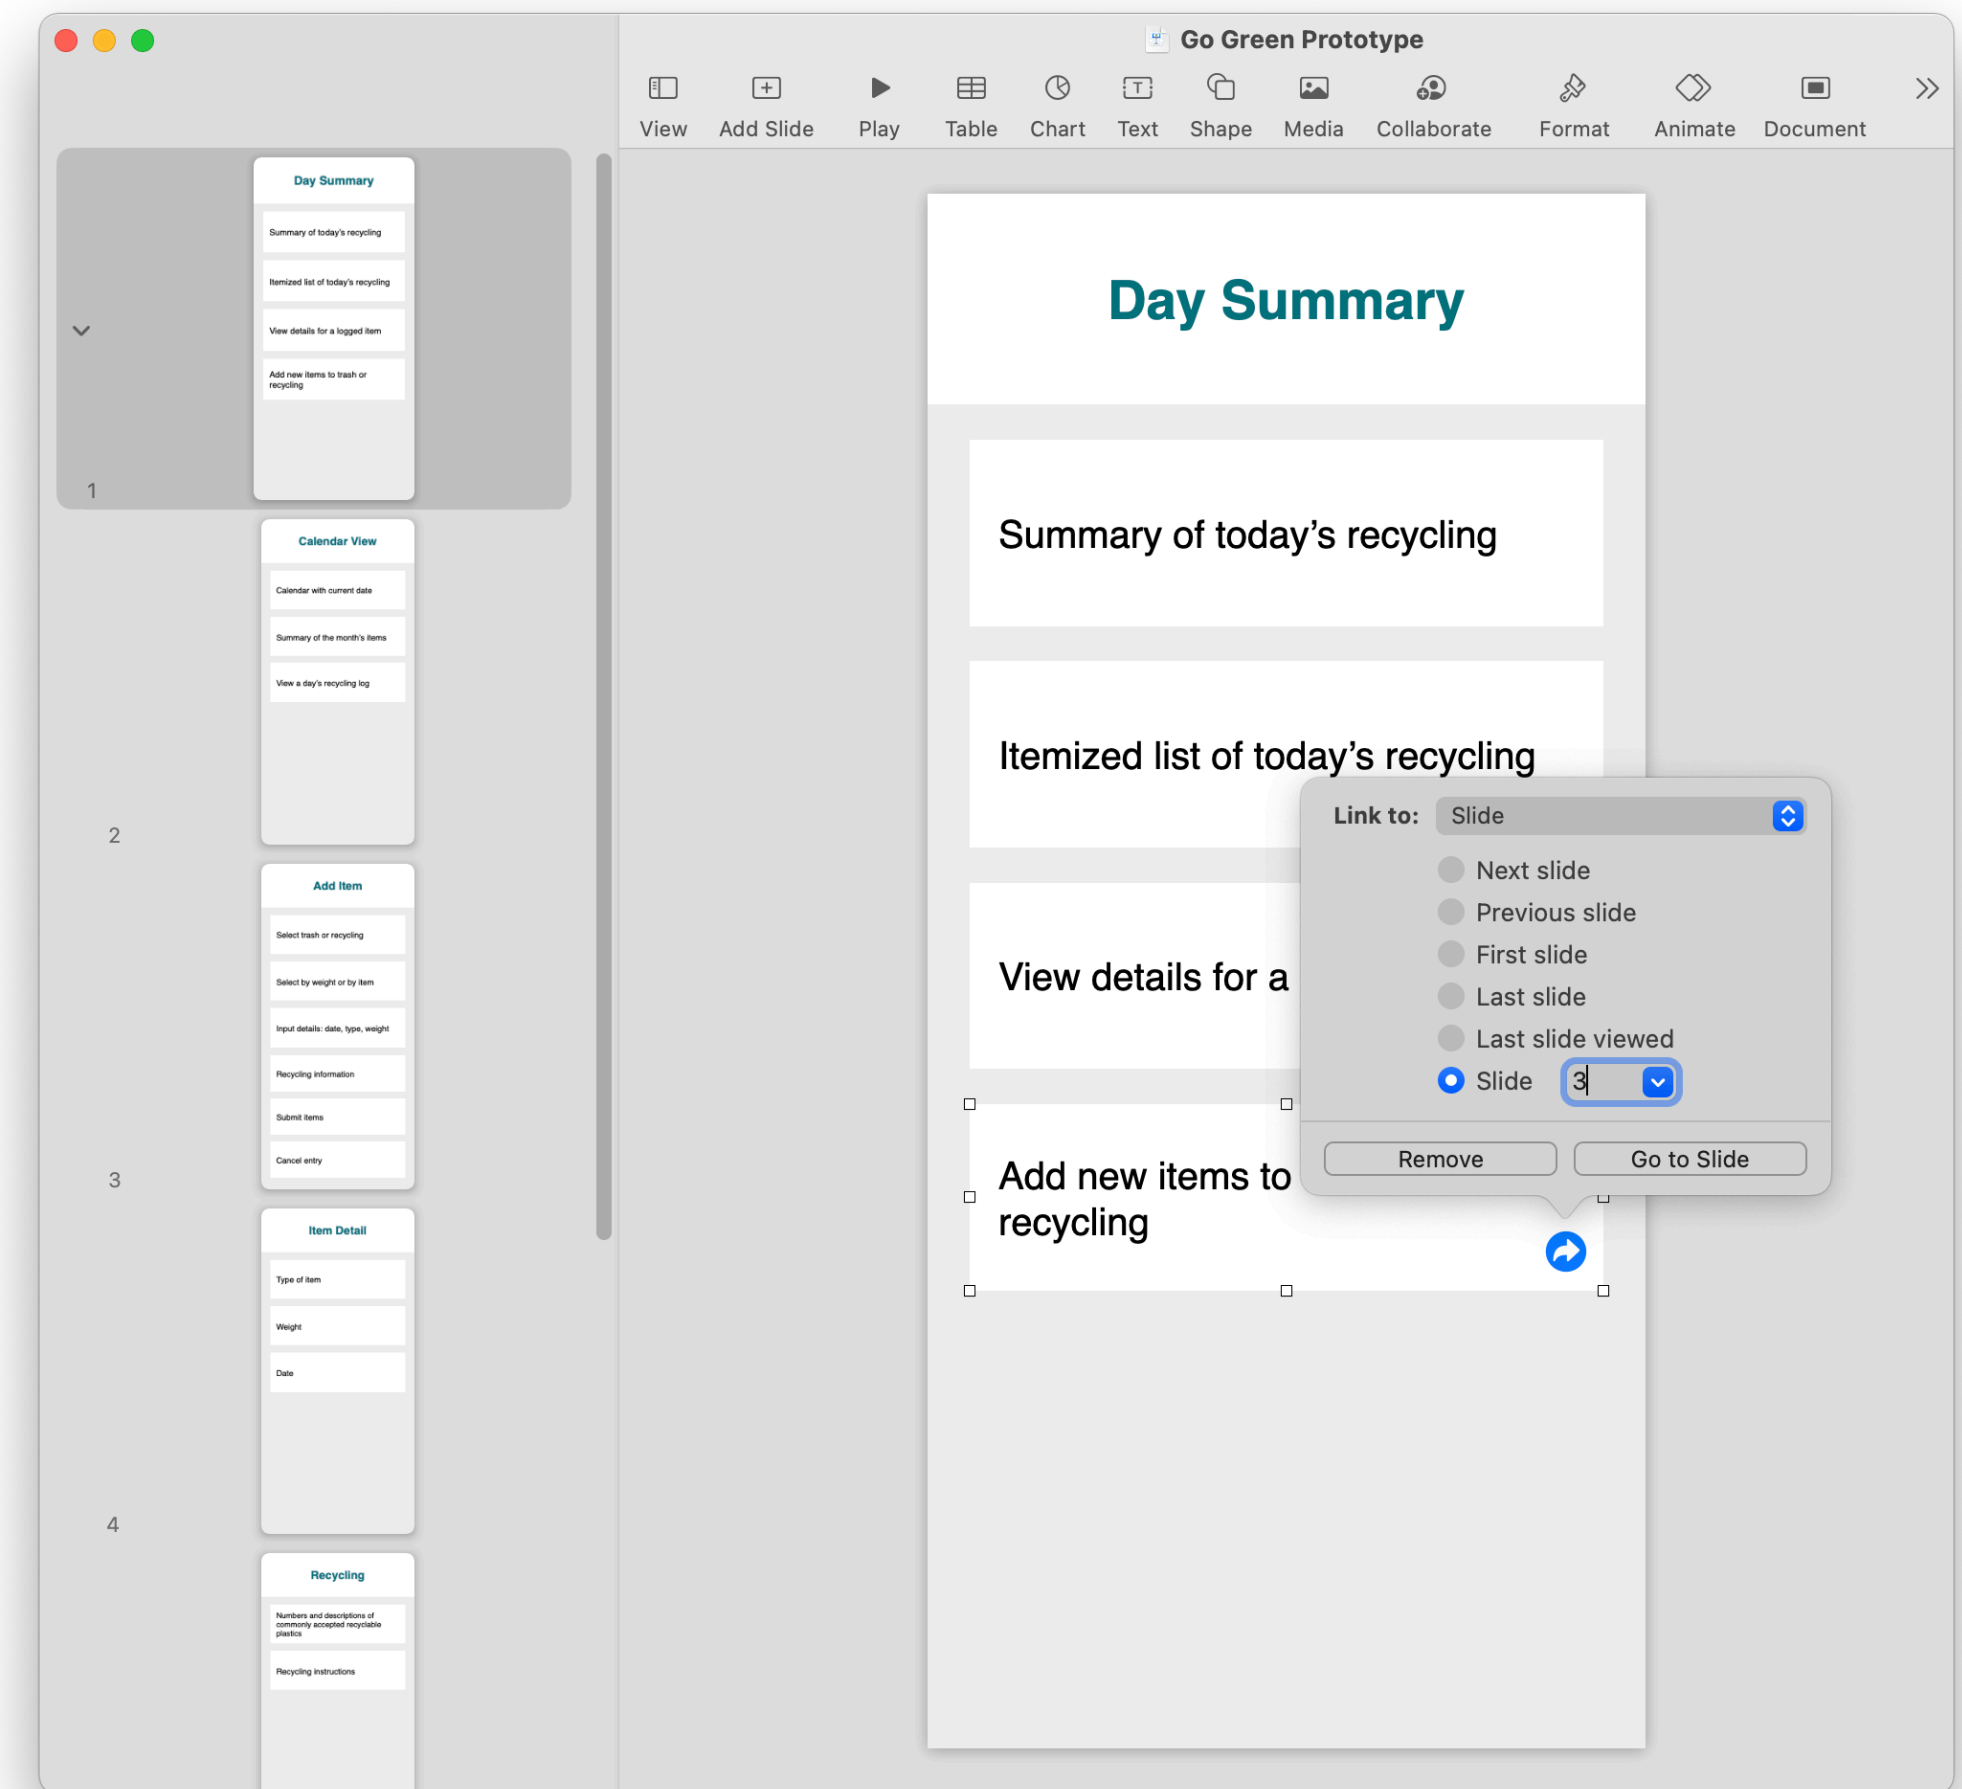 Go Green Prototype
View
Add Slide
Play
Table
Chart
Text
Shape
Media
Collaborate
Format
Animate
Document
Day Summary
Summary of today's recycling
Itemized list of today's recycling
View details for a logged item
Add new items to trash or
recycling
1
Calendar View
Calendar with current date
Summary of the month's items
View a day's recycling log
2
Add Item
Select trash or recycling
Select by weight or by item
Input details: date, type, weight
Recycling information
Submit items
Cancel entry
3
Item Detail
Type of item
Weight
Date
4
Recycling
Numbers and descriptions of
commonly accepted recyclable
plastics
Recycling instructions
Day Summary
Summary of today’s recycling
Itemized list of today’s recycling
View details for a
Add new items to
recycling
Link to: Slide
Next slide
Previous slide
First slide
Last slide
Last slide viewed
Slide 3
Remove
Go to Slide